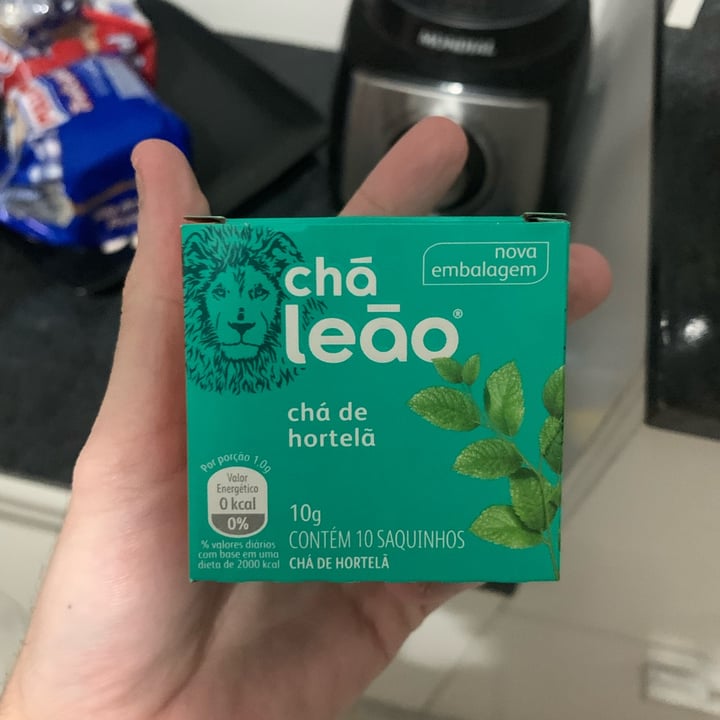 MUNDIAL
nova
embalagem
chá
leão®
chá de
hortelã
Por porção 1.0g
Valor
Energético
0 kcal
0%
% valores diários
com base em uma
dieta de 2000 kcal
10g
CONTÉM 10 SAQUINHOS
CHÁ DE HORTELÃ